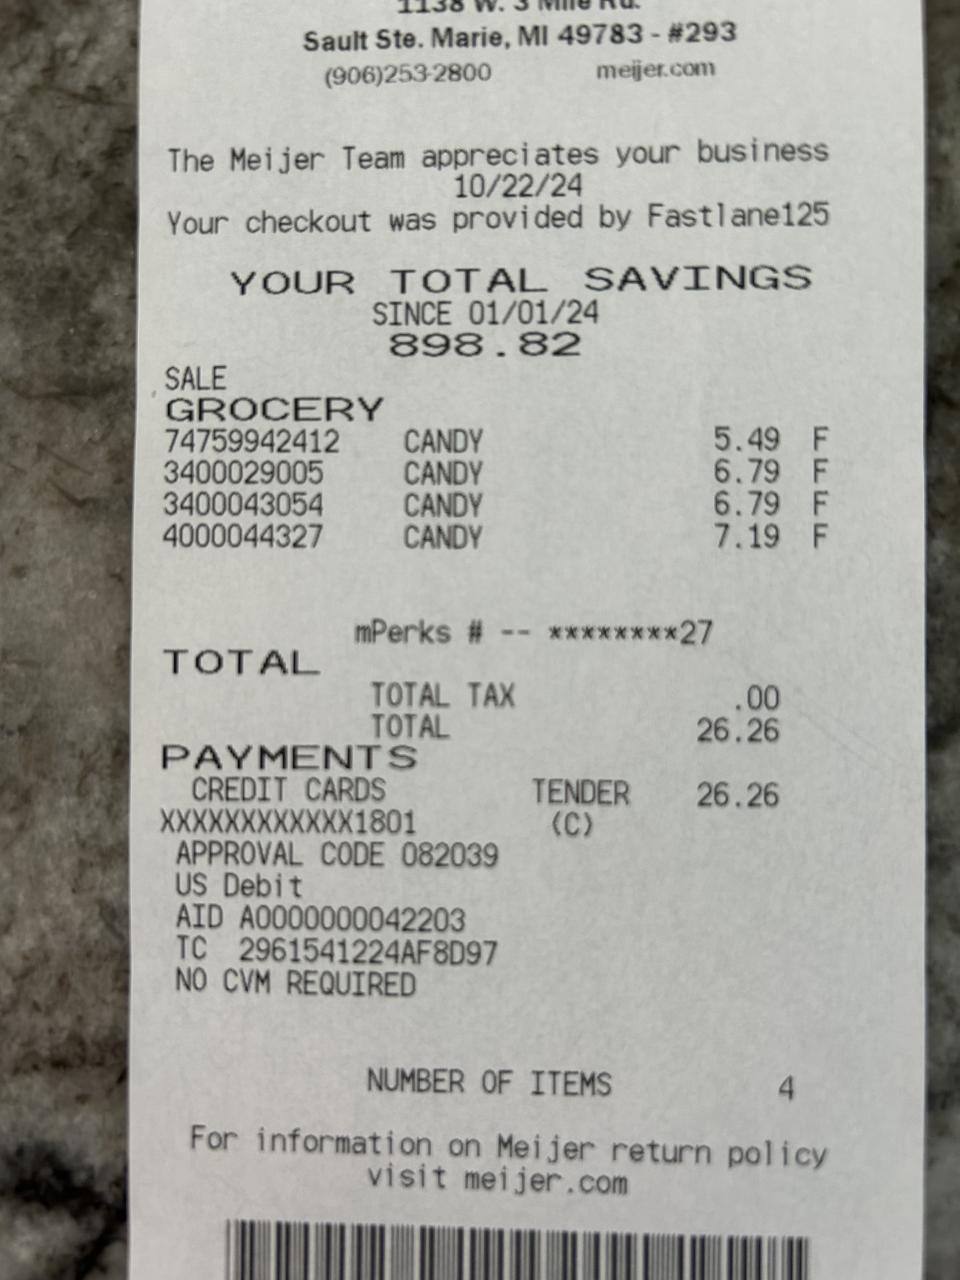 1138 W. 3 Mile Rd.
Sault Ste. Marie, MI 49783 - #293
(906)253-2800 meijer.com
The Meijer Team appreciates your business
10/22/24
Your checkout was provided by Fastlane125
YOUR TOTAL SAVINGS
SINCE 01/01/24
898.82
SALE
GROCERY
74759942412 CANDY 5.49 F
3400029005 CANDY 6.79 F
3400043054 CANDY 6.79 F
4000044327 CANDY 7.19 F
mPerks # -- ********27
TOTAL
TOTAL TAX .00
TOTAL 26.26
PAYMENTS
CREDIT CARDS TENDER 26.26
XXXXXXXXXXXX1801 (C)
APPROVAL CODE 082039
US Debit
AID A0000000042203
TC 2961541224AF8D97
NO CVM REQUIRED
NUMBER OF ITEMS 4
For information on Meijer return policy
visit meijer.com